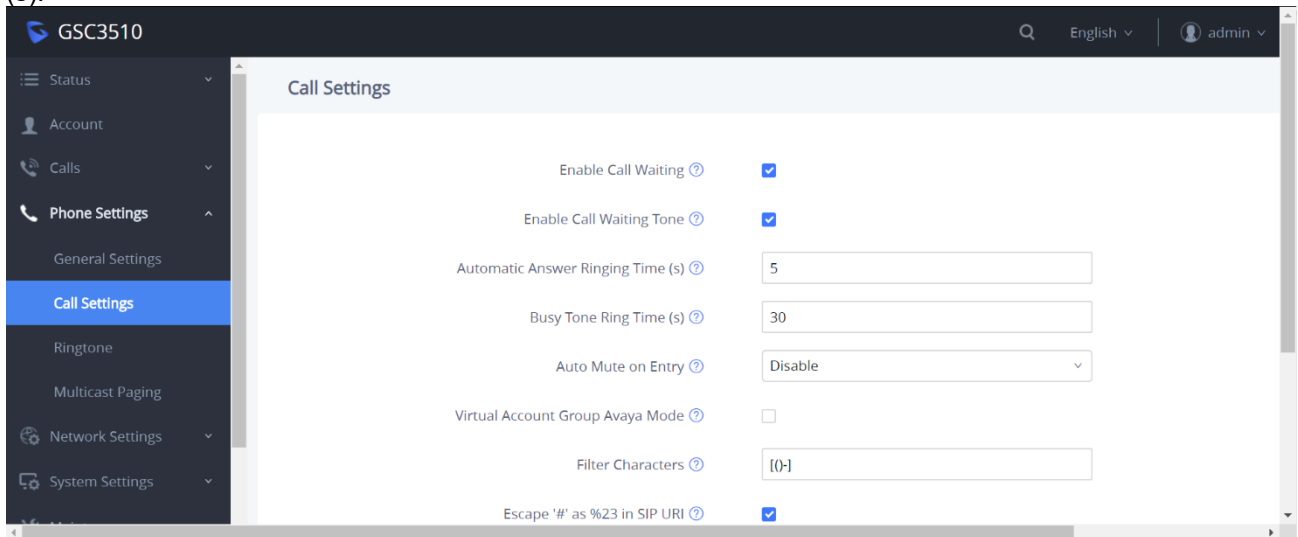 (s).
GSC3510
English
admin
Status
Account
Calls
Phone Settings
General Settings
Call Settings
Ringtone
Multicast Paging
Network Settings
System Settings
Call Settings
Enable Call Waiting ?
Enable Call Waiting Tone ?
Automatic Answer Ringing Time (s) ? 5
Busy Tone Ring Time (s) ? 30
Auto Mute on Entry ? Disable
Virtual Account Group Avaya Mode ?
Filter Characters ? [()-]
Escape '#' as %23 in SIP URI ?